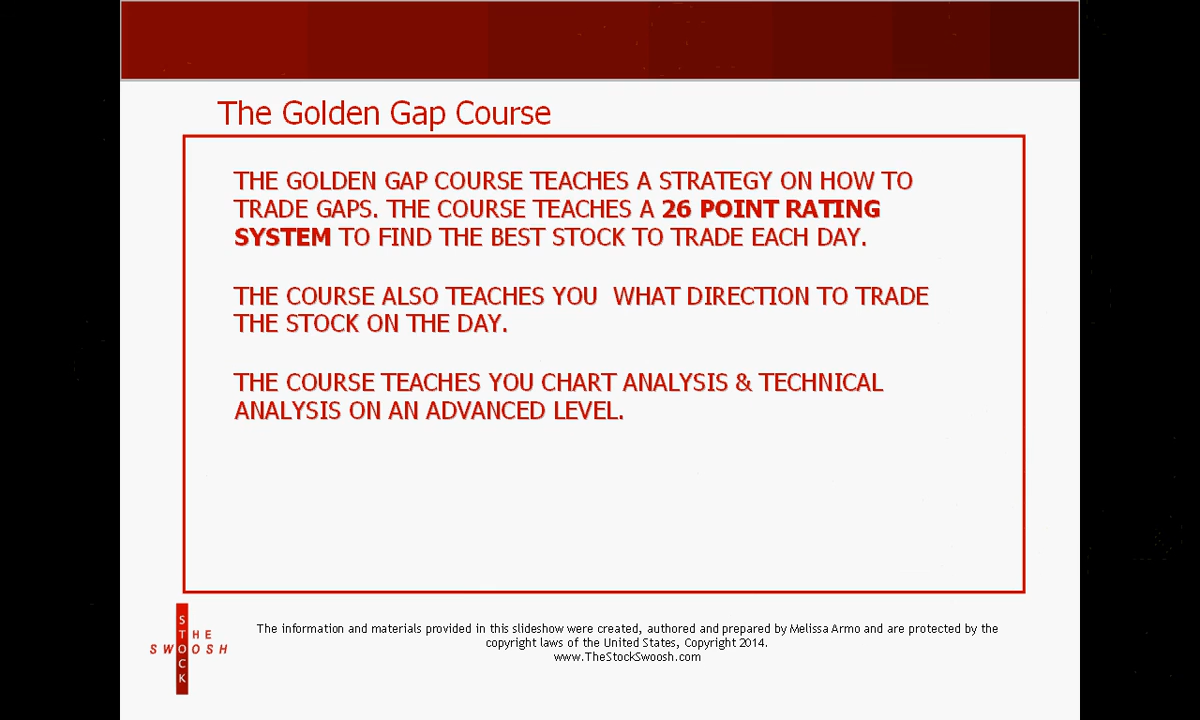 The Golden Gap Course
THE GOLDEN GAP COURSE TEACHES A STRATEGY ON HOW TO
TRADE GAPS. THE COURSE TEACHES A 26 POINT RATING
SYSTEM TO FIND THE BEST STOCK TO TRADE EACH DAY.
THE COURSE ALSO TEACHES YOU  WHAT DIRECTION TO TRADE
THE STOCK ON THE DAY.
THE COURSE TEACHES YOU CHART ANALYSIS & TECHNICAL
ANALYSIS ON AN ADVANCED LEVEL.
THE
STOCK
SWOOSH
The information and materials provided in this slideshow were created, authored and prepared by Melissa Armo and are protected by the
copyright laws of the United States, Copyright 2014.
www.TheStockSwoosh.com